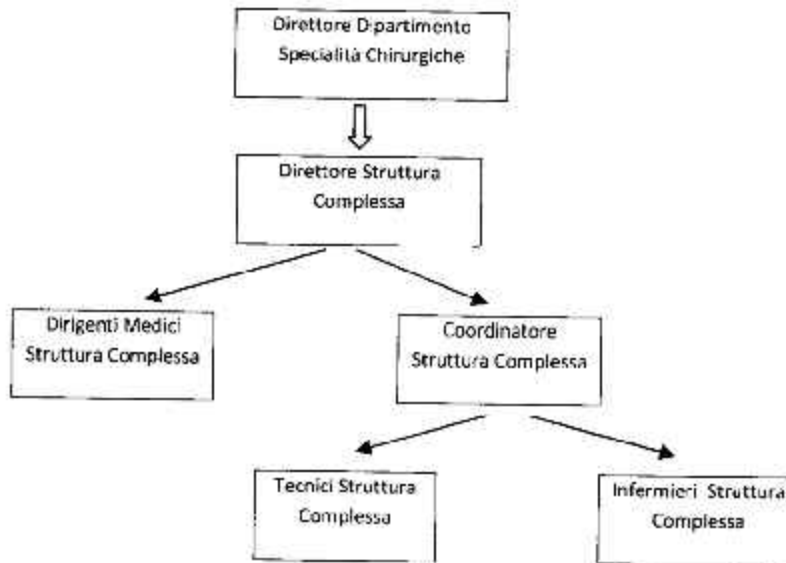 Direttore Dipartimento
Specialità Chirurgiche
Direttore Struttura
Complessa
Dirigenti Medici
Struttura Complessa
Coordinatore
Struttura Complessa
Tecnici Struttura
Complessa
Infermieri Struttura
Complessa